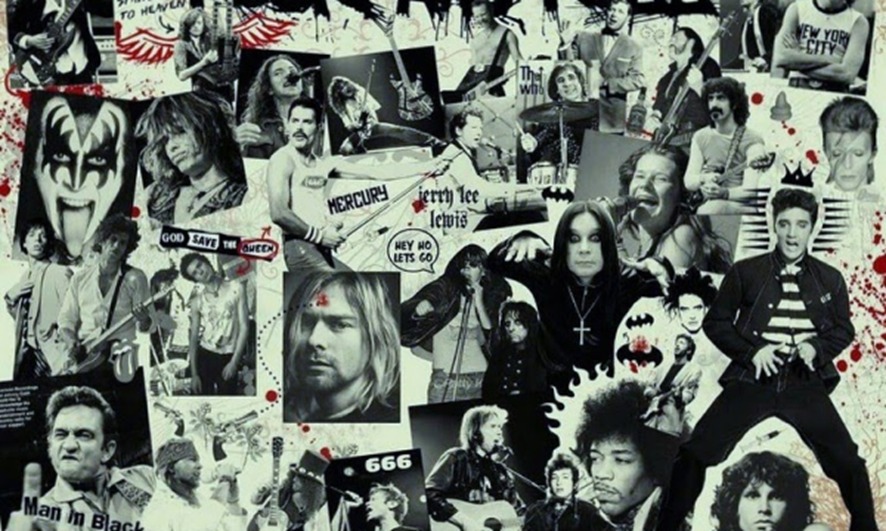 TO HEAVEN
NEW YORK
CITY
The
Who
MERCURY
jerry lee
lewis
GOD SAVE THE QUEEN
HEY HO
LETS GO
666
Man in Black